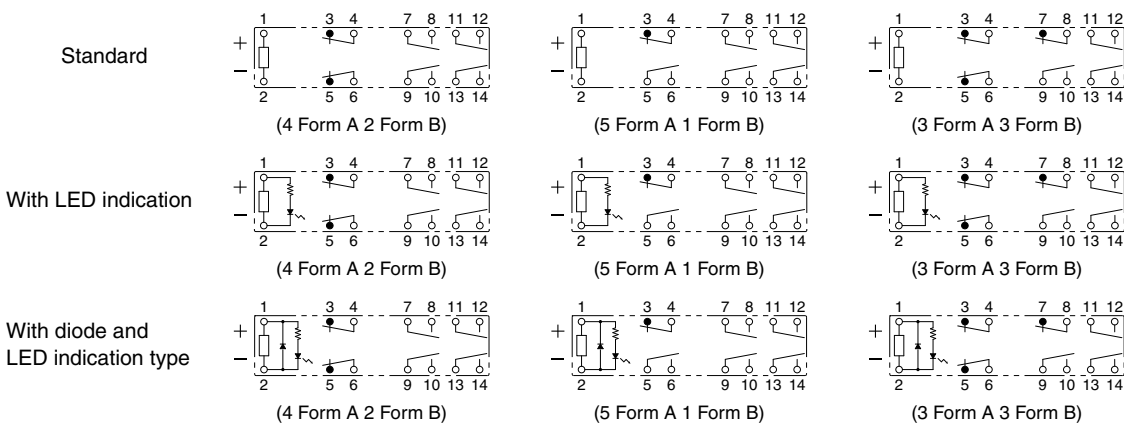 1 3 4 7 8 11 12 1 3 4 7 8 11 12 1 3 4 7 8 11 12
Standard
+ + +
− − −
2 5 6 9 10 13 14 2 5 6 9 10 13 14 2 5 6 9 10 13 14
(4 Form A 2 Form B) (5 Form A 1 Form B) (3 Form A 3 Form B)
1 3 4 7 8 11 12 1 3 4 7 8 11 12 1 3 4 7 8 11 12
With LED indication
+ + +
− − −
2 5 6 9 10 13 14 2 5 6 9 10 13 14 2 5 6 9 10 13 14
(4 Form A 2 Form B) (5 Form A 1 Form B) (3 Form A 3 Form B)
1 3 4 7 8 11 12 1 3 4 7 8 11 12 1 3 4 7 8 11 12
With diode and
LED indication type
+ + +
− − −
2 5 6 9 10 13 14 2 5 6 9 10 13 14 2 5 6 9 10 13 14
(4 Form A 2 Form B) (5 Form A 1 Form B) (3 Form A 3 Form B)